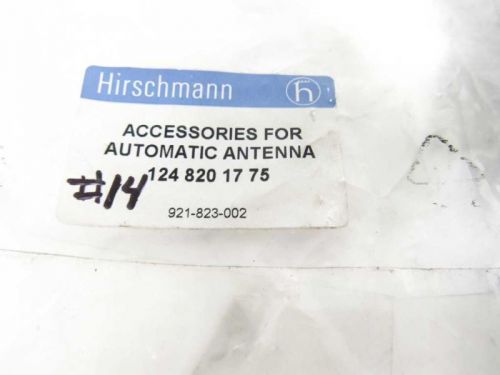 Hirschmann h
ACCESSORIES FOR
AUTOMATIC ANTENNA
#14 124 820 17 75
921-823-002